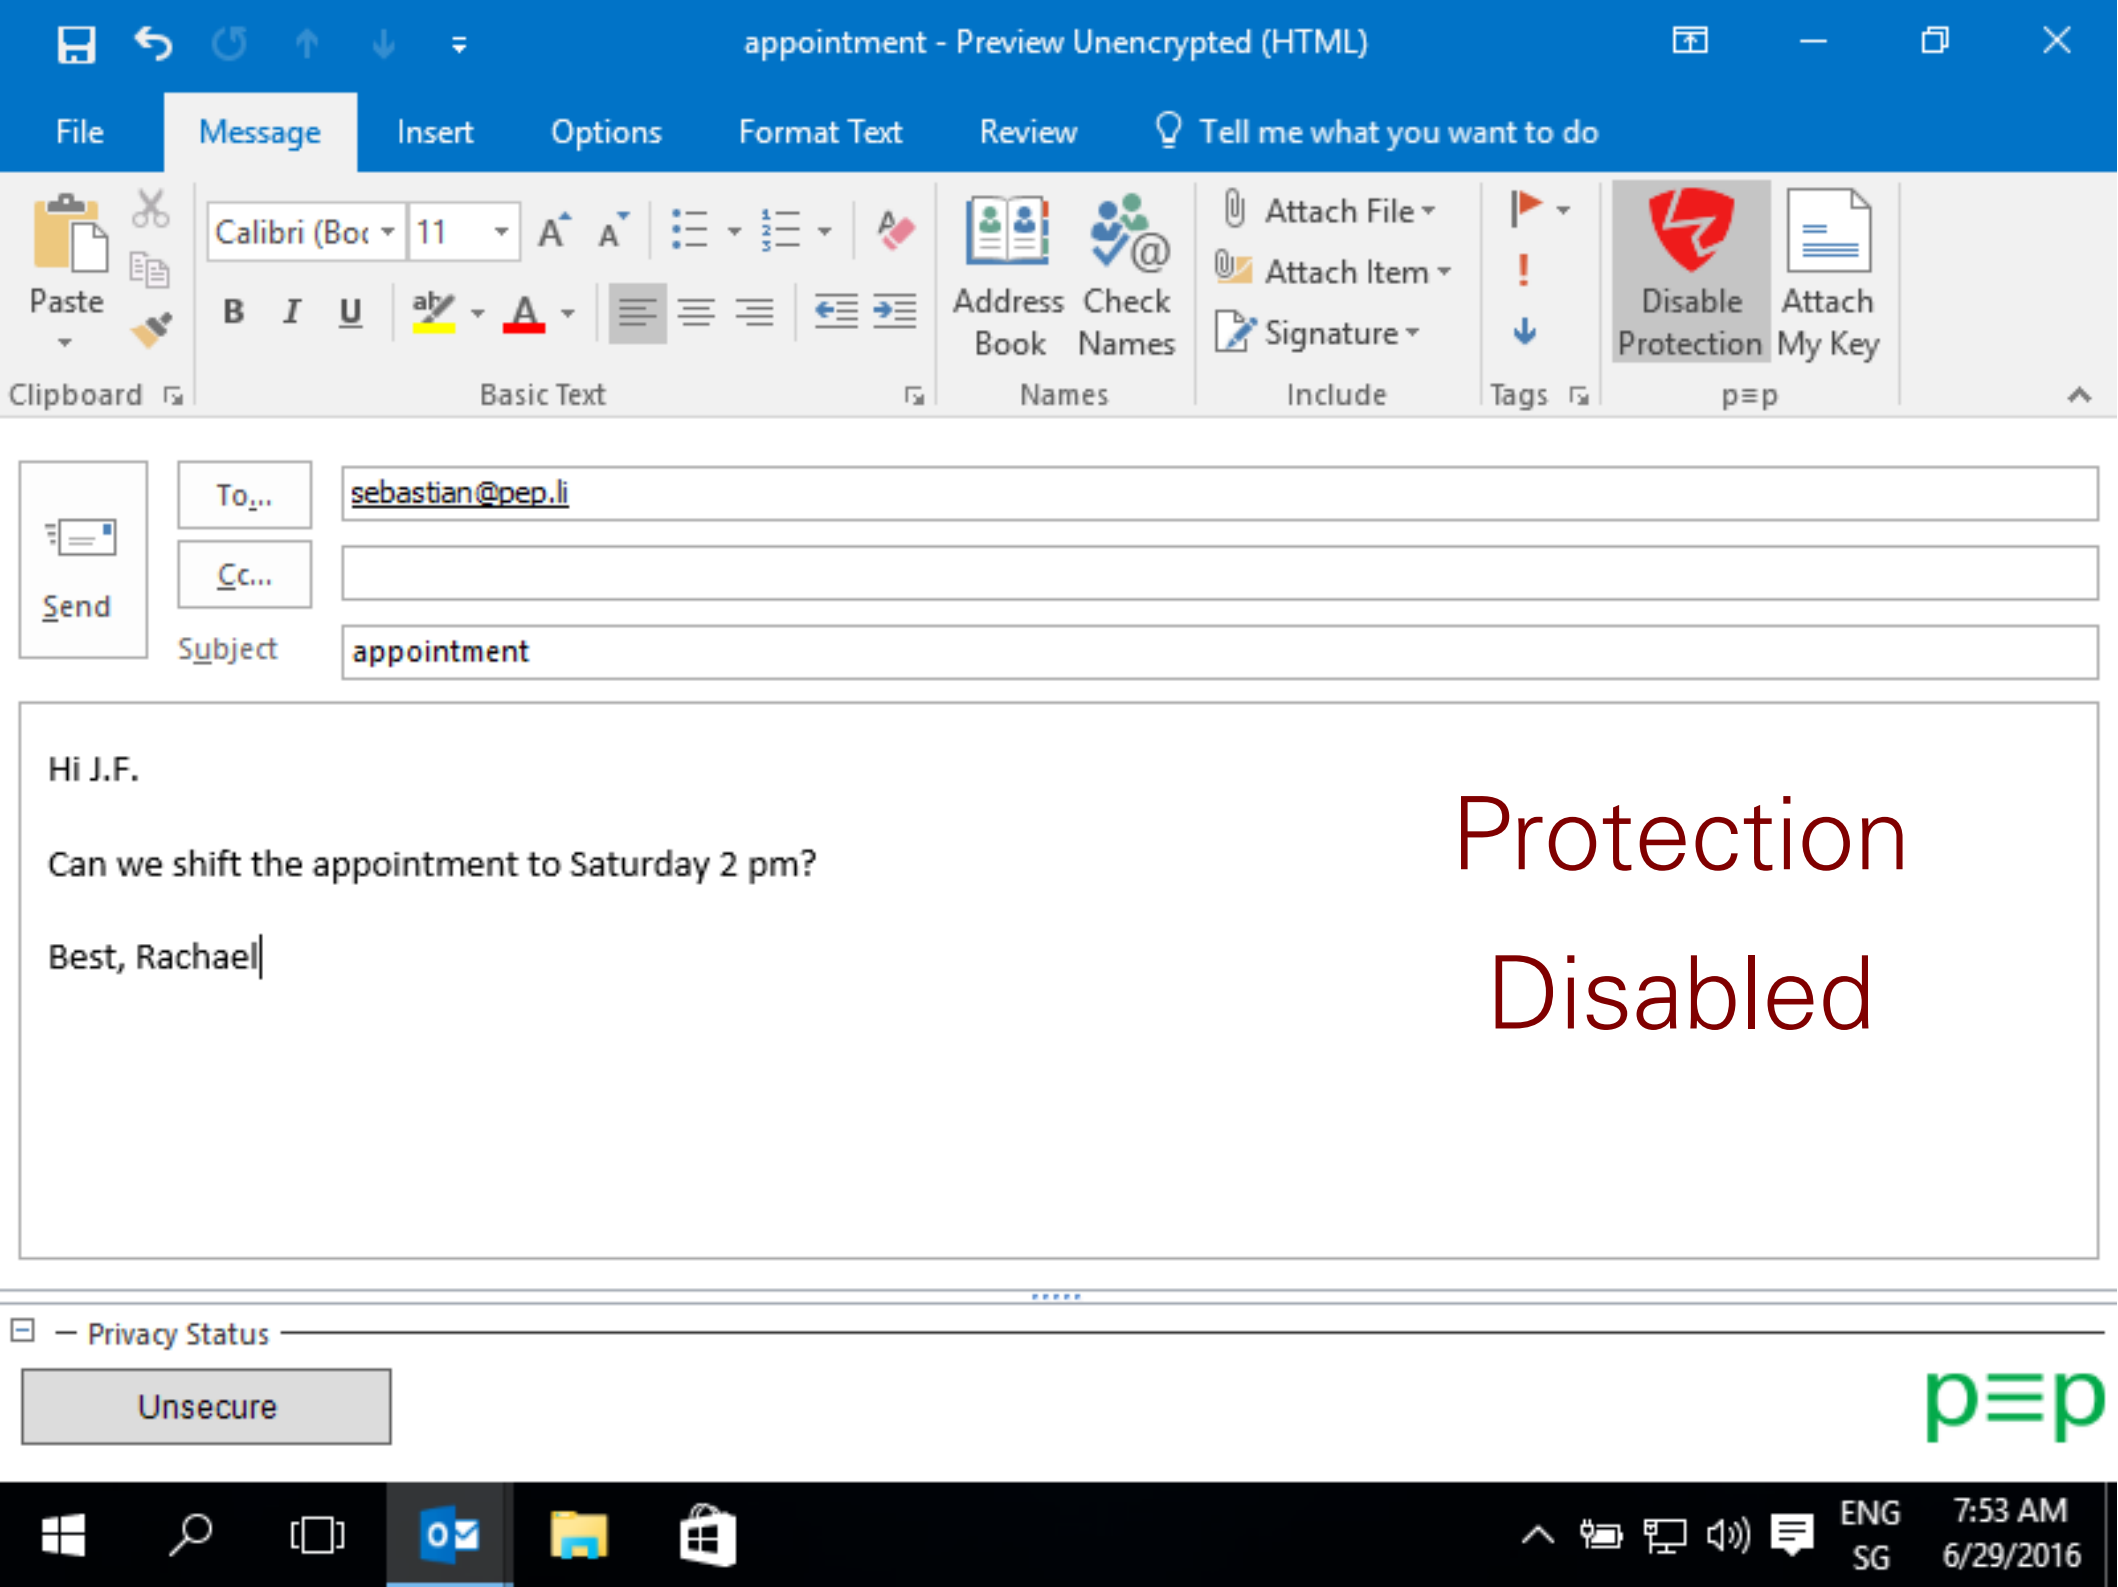 appointment - Preview Unencrypted (HTML)
File Message Insert Options Format Text Review Tell me what you want to do
Paste
Clipboard
Calibri (Boc 11
B I U
Basic Text
Address Book
Check Names
Names
Attach File
Attach Item
Signature
Include
Tags
Disable Protection
Attach My Key
p≡p
Send
To...
sebastian@pep.li
Cc...
Subject
appointment
Hi J.F.
Can we shift the appointment to Saturday 2 pm?
Best, Rachael
Protection
Disabled
Privacy Status
Unsecure
p≡p
ENG
SG
7:53 AM
6/29/2016